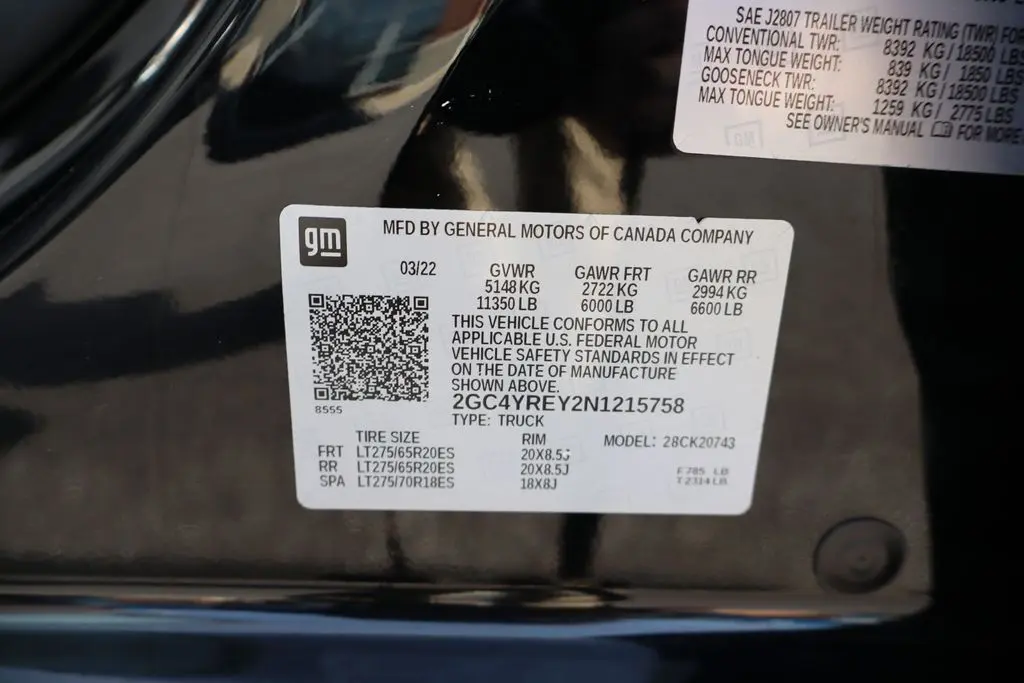 SAE J2807 TRAILER WEIGHT RATING (TWR) FOR
CONVENTIONAL TWR: 8392 KG / 18500 LBS
MAX TONGUE WEIGHT: 839 KG / 1850 LBS
GOOSENECK TWR: 8392 KG / 18500 LBS
MAX TONGUE WEIGHT: 1259 KG / 2775 LBS
SEE OWNER'S MANUAL FOR MORE
gm
MFD BY GENERAL MOTORS OF CANADA COMPANY
03/22 GVWR GAWR FRT GAWR RR
5148 KG 2722 KG 2994 KG
11350 LB 6000 LB 6600 LB
THIS VEHICLE CONFORMS TO ALL
APPLICABLE U.S. FEDERAL MOTOR
VEHICLE SAFETY STANDARDS IN EFFECT
ON THE DATE OF MANUFACTURE
SHOWN ABOVE.
8555
2GC4YREY2N1215758
TYPE: TRUCK
TIRE SIZE RIM MODEL: 28CK20743
FRT LT275/65R20ES 20X8.5J
RR LT275/65R20ES 20X8.5J
SPA LT275/70R18ES 18X8J
F 785 LB
T 2314 LB